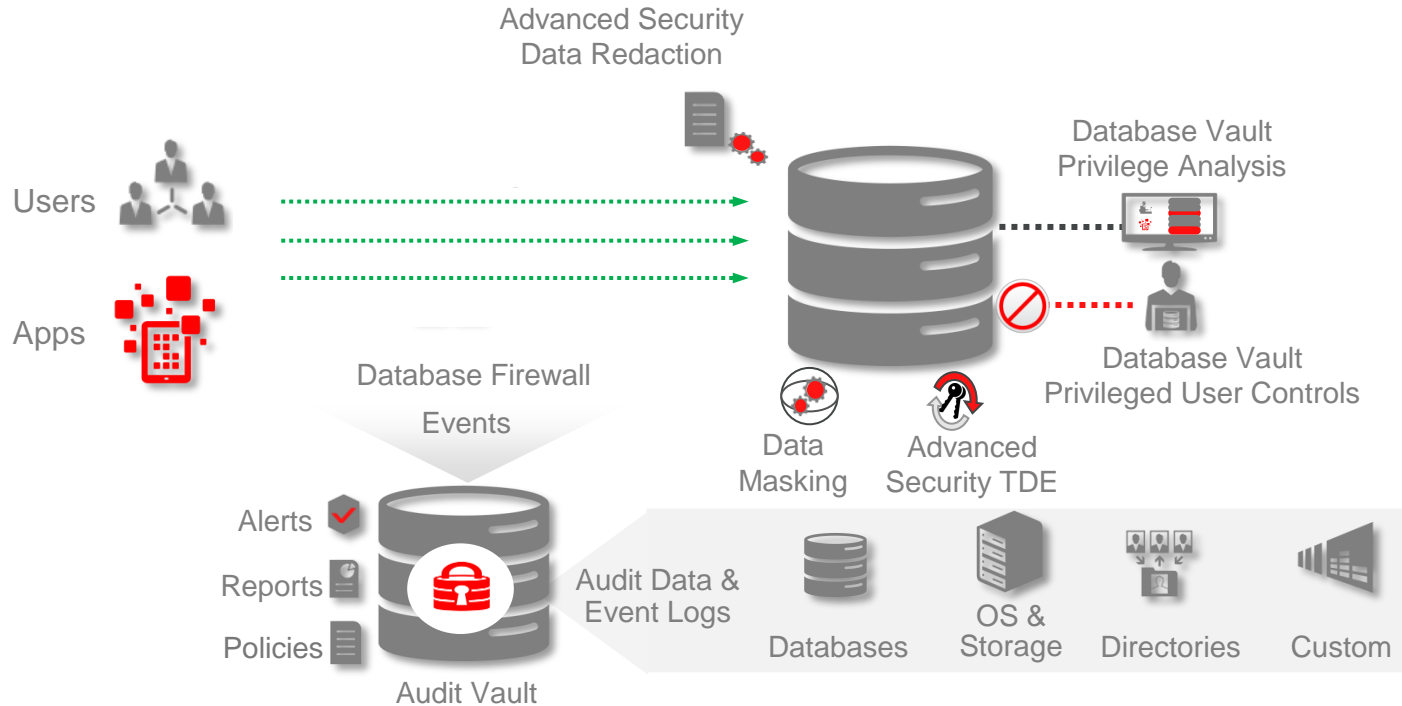 Advanced Security
Data Redaction
Users
Apps
Database Vault
Privilege Analysis
Database Vault
Privileged User Controls
Data
Masking
Advanced
Security TDE
Database Firewall
Events
Alerts
Reports
Policies
Audit Vault
Audit Data &
Event Logs
Databases
OS &
Storage
Directories
Custom